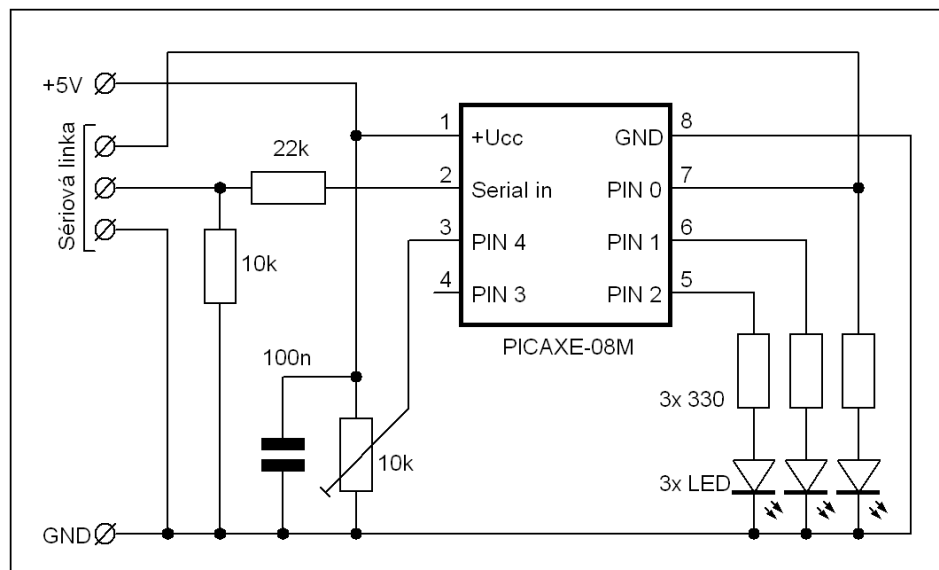 +5V
Sériová linka
GND
22k
10k
100n
10k
1
2
3
4
+Ucc
Serial in
PIN 4
PIN 3
GND
PIN 0
PIN 1
PIN 2
8
7
6
5
PICAXE-08M
3x 330
3x LED